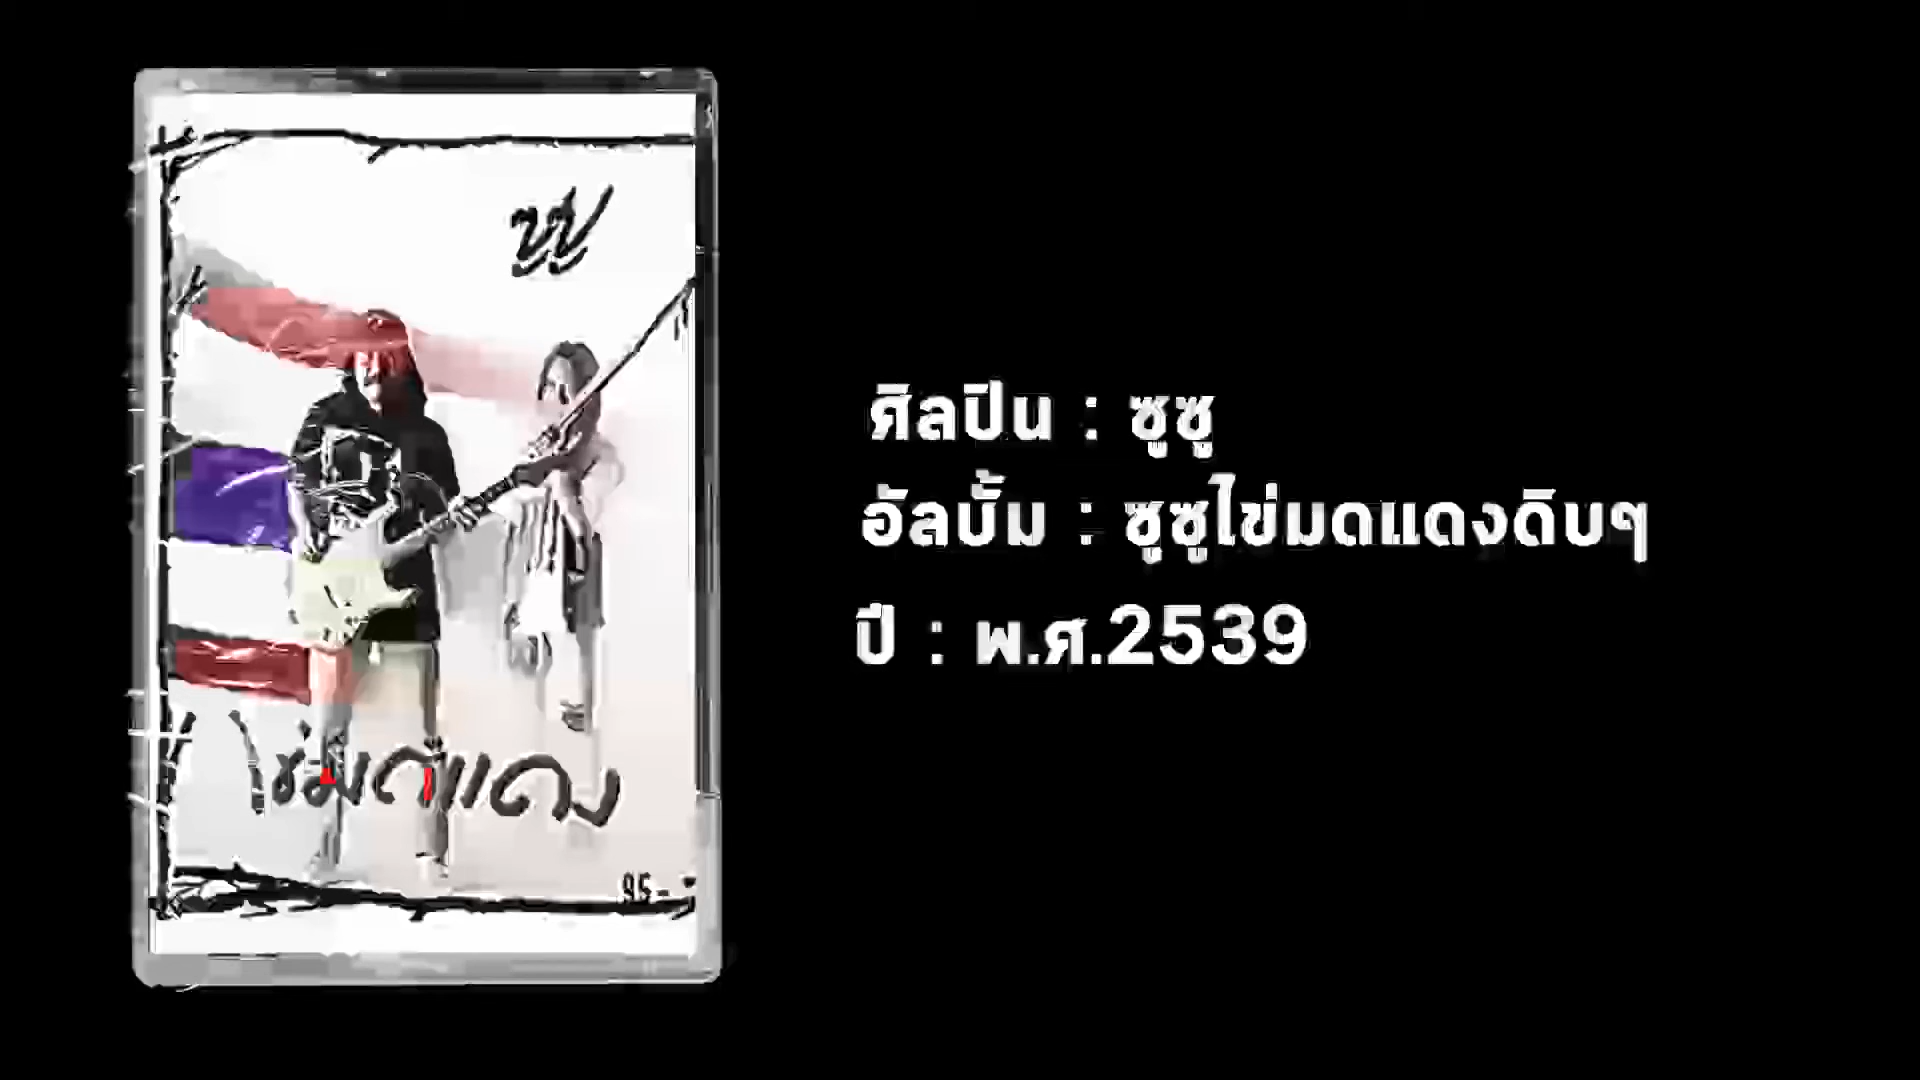 ซูซู
ไข่มดแดง
ศิลปิน : ซูซู
อัลบั้ม : ซูซูไข่มดแดงดิบๆ
ปี : พ.ศ.2539